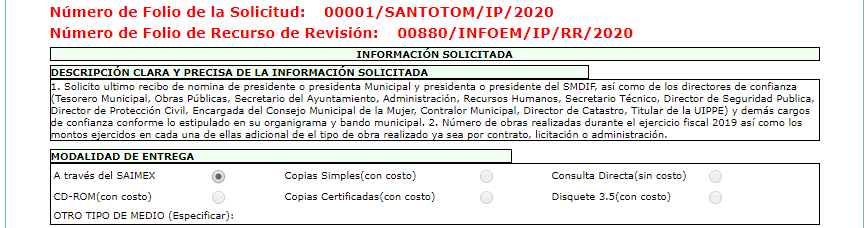 Número de Folio de la Solicitud: 00001/SANTOTOM/IP/2020
Número de Folio de Recurso de Revisión: 00880/INFOEM/IP/RR/2020
INFORMACIÓN SOLICITADA
DESCRIPCIÓN CLARA Y PRECISA DE LA INFORMACIÓN SOLICITADA
1. Solicito ultimo recibo de nomina de presidente o presidenta Municipal y presidenta o presidente del SMDIF, así como de los directores de confianza
(Tesorero Municipal, Obras Públicas, Secretario del Ayuntamiento, Administración, Recursos Humanos, Secretario Técnico, Director de Seguridad Publica,
Director de Protección Civil, Encargada del Consejo Municipal de la Mujer, Contralor Municipal, Director de Catastro, Titular de la UIPPE) y demás cargos
de confianza conforme lo estipulado en su organigrama y bando municipal. 2. Número de obras realizadas durante el ejercicio fiscal 2019 así como los
montos ejercidos en cada una de ellas adicional de el tipo de obra realizado ya sea por contrato, licitación o administración.
MODALIDAD DE ENTREGA
A través del SAIMEX Copias Simples(con costo) Consulta Directa(sin costo)
CD-ROM(con costo) Copias Certificadas(con costo) Disquete 3.5(con costo)
OTRO TIPO DE MEDIO (Especificar):